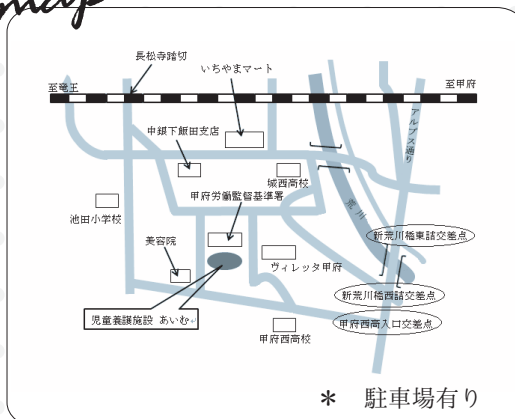 map
長松寺踏切
いちやまマート
至竜王
至甲府
アルプス通り
中銀下飯田支店
城西高校
荒川
甲府労働監督基準署
池田小学校
新荒川橋東詰交差点
美容院
ヴィレッタ甲府
新荒川橋西詰交差点
児童養護施設 あいむ
甲府西高入口交差点
甲府西高校
* 駐車場有り